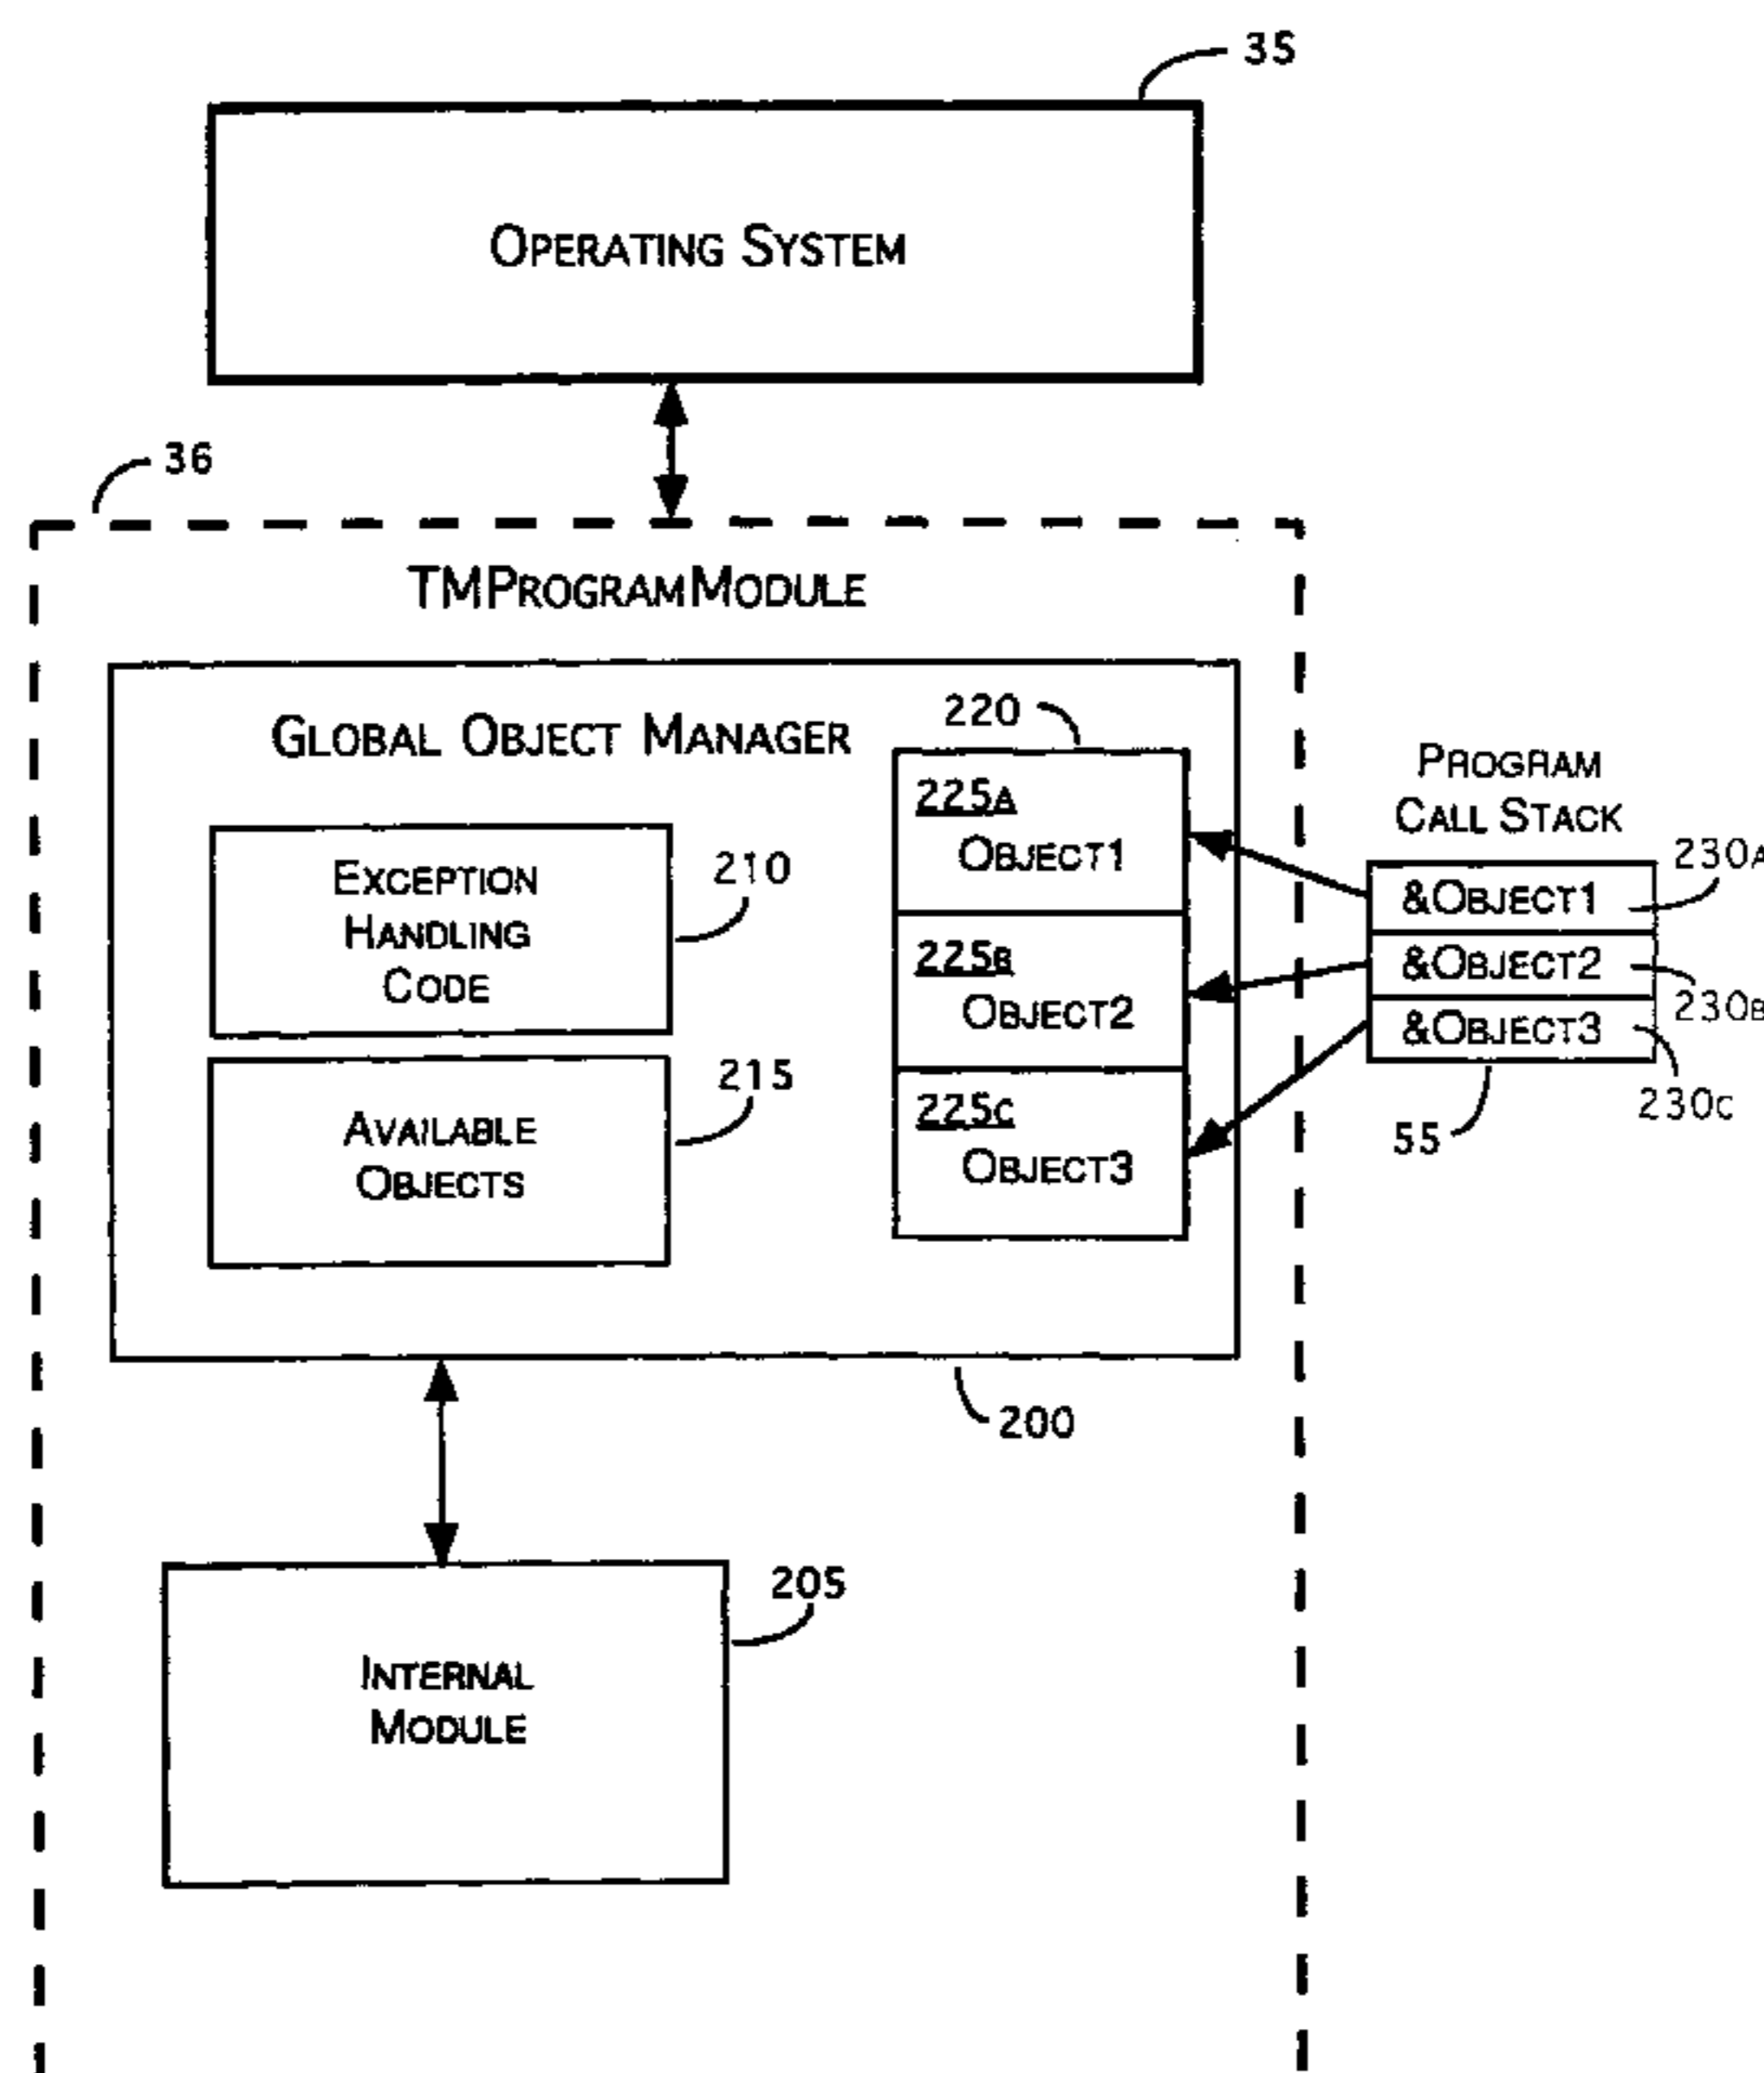 35
OPERATING SYSTEM
36
TMPROGRAMMODULE
GLOBAL OBJECT MANAGER
220
225A
OBJECT1
225B
OBJECT2
225C
OBJECT3
EXCEPTION
HANDLING
CODE
210
AVAILABLE
OBJECTS
215
PROGRAM
CALL STACK
&OBJECT1
230A
&OBJECT2
230B
&OBJECT3
230C
55
200
205
INTERNAL
MODULE